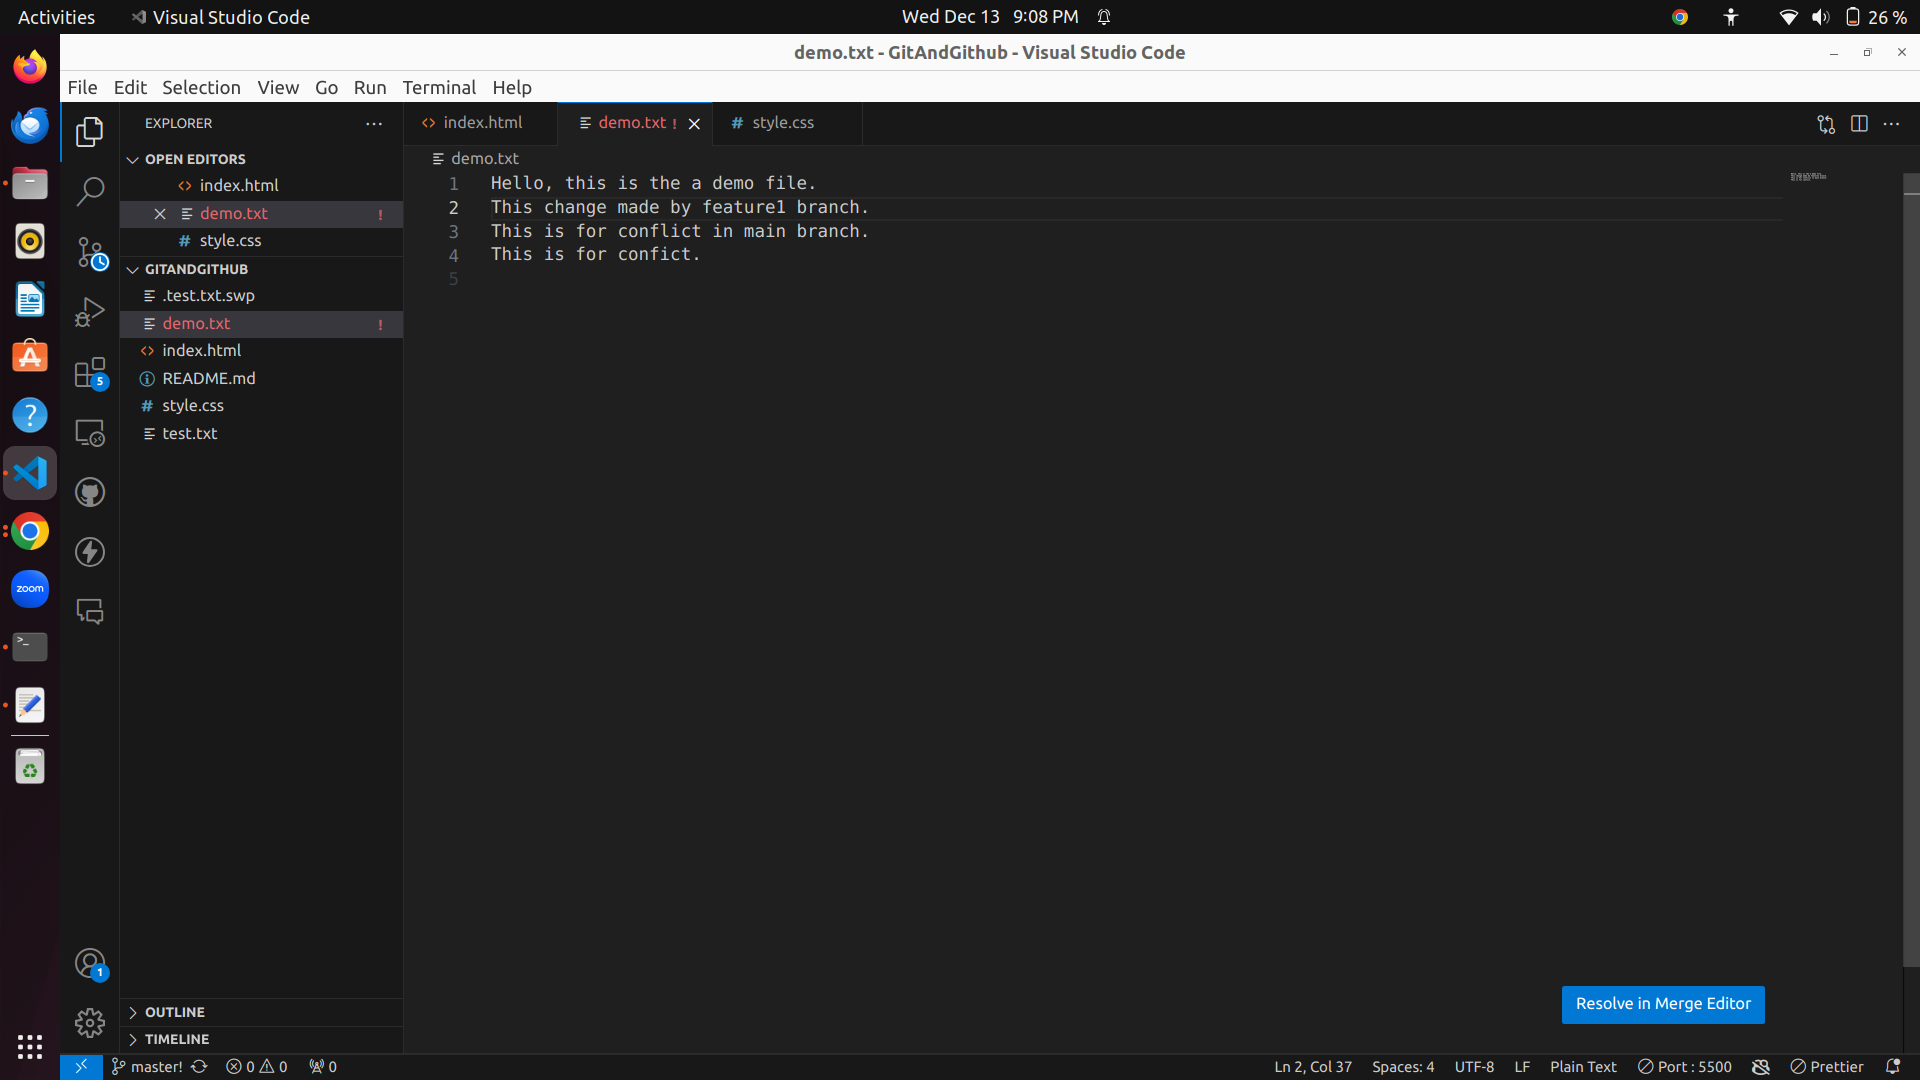 Activities Visual Studio Code Wed Dec 13 9:08 PM 26 %
demo.txt - GitAndGithub - Visual Studio Code
File Edit Selection View Go Run Terminal Help
EXPLORER
OPEN EDITORS
index.html
demo.txt !
style.css
GITANDGITHUB
.test.txt.swp
demo.txt !
index.html
README.md
style.css
test.txt
OUTLINE
TIMELINE
5
1
zoom
index.html demo.txt ! style.css
demo.txt
1 Hello, this is the a demo file.
2 This change made by feature1 branch.
3 This is for conflict in main branch.
4 This is for confict.
5
Resolve in Merge Editor
master! 0 0 0 Ln 2, Col 37 Spaces: 4 UTF-8 LF Plain Text Port : 5500 Prettier